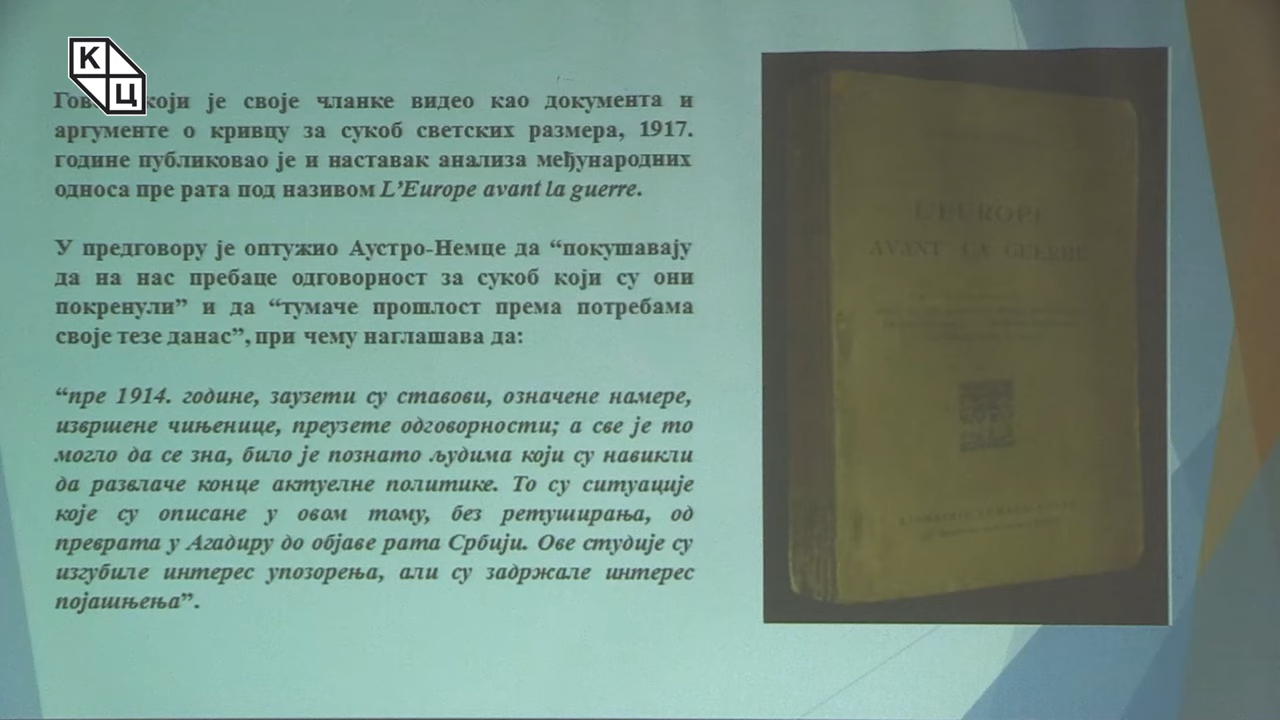 К
Ц
који је своје чланке видео као документа и
аргументе о кривцу за сукоб светских размера, 1917.
године публиковао је и наставак анализа међународних
односа пре рата под називом L’Europe avant la guerre.
У предговору је оптужио Аустро-Немце да “покушавају
да на нас пребаце одговорност за сукоб који су они
покренули” и да “тумаче прошлост према потребама
своје тезе данас”, при чему наглашава да:
“пре 1914. године, заузети су ставови, означене намере,
извршене чињенице, преузете одговорности; а све је то
могло да се зна, било је познато људима који су навикли
да развлаче конце актуелне политике. То су ситуације
које су описане у овом тому, без ретуширања, од
преврата у Агадиру до објаве рата Србији. Ове студије су
изгубиле интерес упозорења, али су задржале интерес
појашњења”.
L'EUROPE
AVANT LA GUERRE